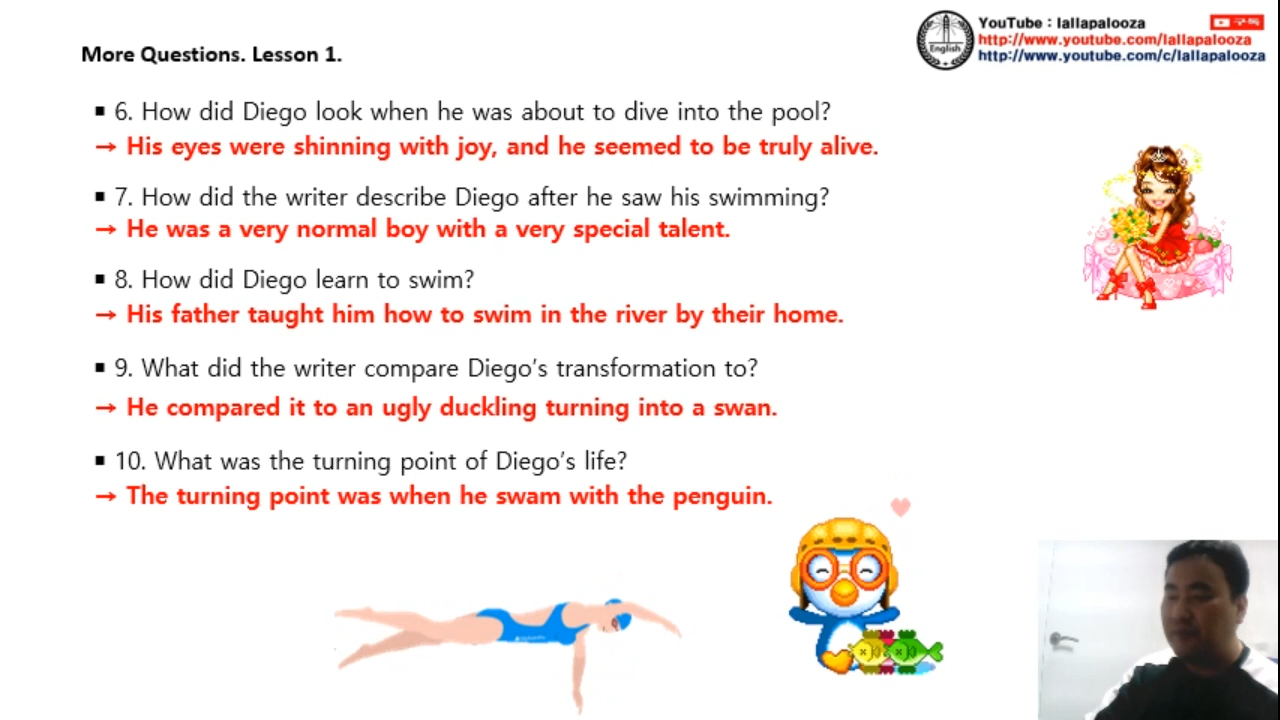 YouTube : lallapalooza
구독
http://www.youtube.com/lallapalooza
http://www.youtube.com/c/lallapalooza
English
More Questions. Lesson 1.
▪ 6. How did Diego look when he was about to dive into the pool?
→ His eyes were shinning with joy, and he seemed to be truly alive.
▪ 7. How did the writer describe Diego after he saw his swimming?
→ He was a very normal boy with a very special talent.
▪ 8. How did Diego learn to swim?
→ His father taught him how to swim in the river by their home.
▪ 9. What did the writer compare Diego's transformation to?
→ He compared it to an ugly duckling turning into a swan.
▪ 10. What was the turning point of Diego's life?
→ The turning point was when he swam with the penguin.